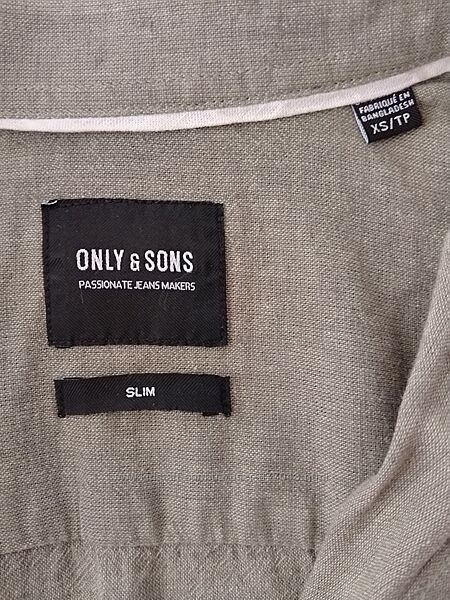 FABRIQUÉ EN
BANGLADESH
XS/TP
ONLY & SONS
PASSIONATE JEANS MAKERS
SLIM